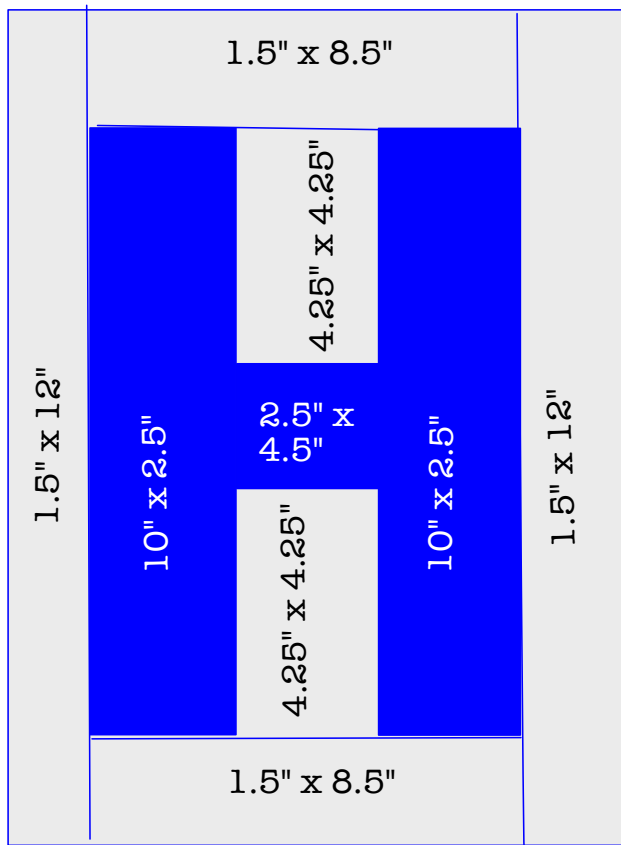 1.5" x 8.5"
4.25" x 4.25"
1.5" x 12"
10" x 2.5"
2.5" x
4.5"
10" x 2.5"
1.5" x 12"
4.25" x 4.25"
1.5" x 8.5"